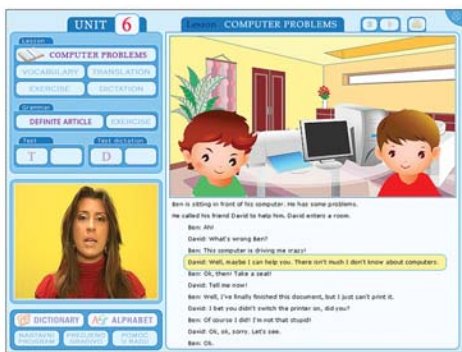 UNIT 6
Lesson
COMPUTER PROBLEMS
VOCABULARY
TRANSLATION
EXERCISE
DICTATION
Grammar
DEFINITE ARTICLE
EXERCISE
Test
T
Test Dictation
D
DICTIONARY
ALPHABET
NASTAVNI PROGRAM
PREĐENO GRADIVO
POMOĆ U RADU
Lesson COMPUTER PROBLEMS
Ben is sitting in front of his computer. He has some problems.
He called his friend David to help him. David enters a room.
Ben: Ah!
David: What's wrong Ben?
Ben: This computer is driving me crazy!
David: Well, maybe I can help you. There isn't much I don't know about computers.
Ben: Ok, then! Take a seat!
David: Tell me now!
Ben: Well, I've finally finished this document, but I just can't print it.
David: I bet you didn't switch the printer on, did you?
Ben: Of course I did! I'm not that stupid!
David: Ok, ok, sorry. Let's see.
Ben: Ok.